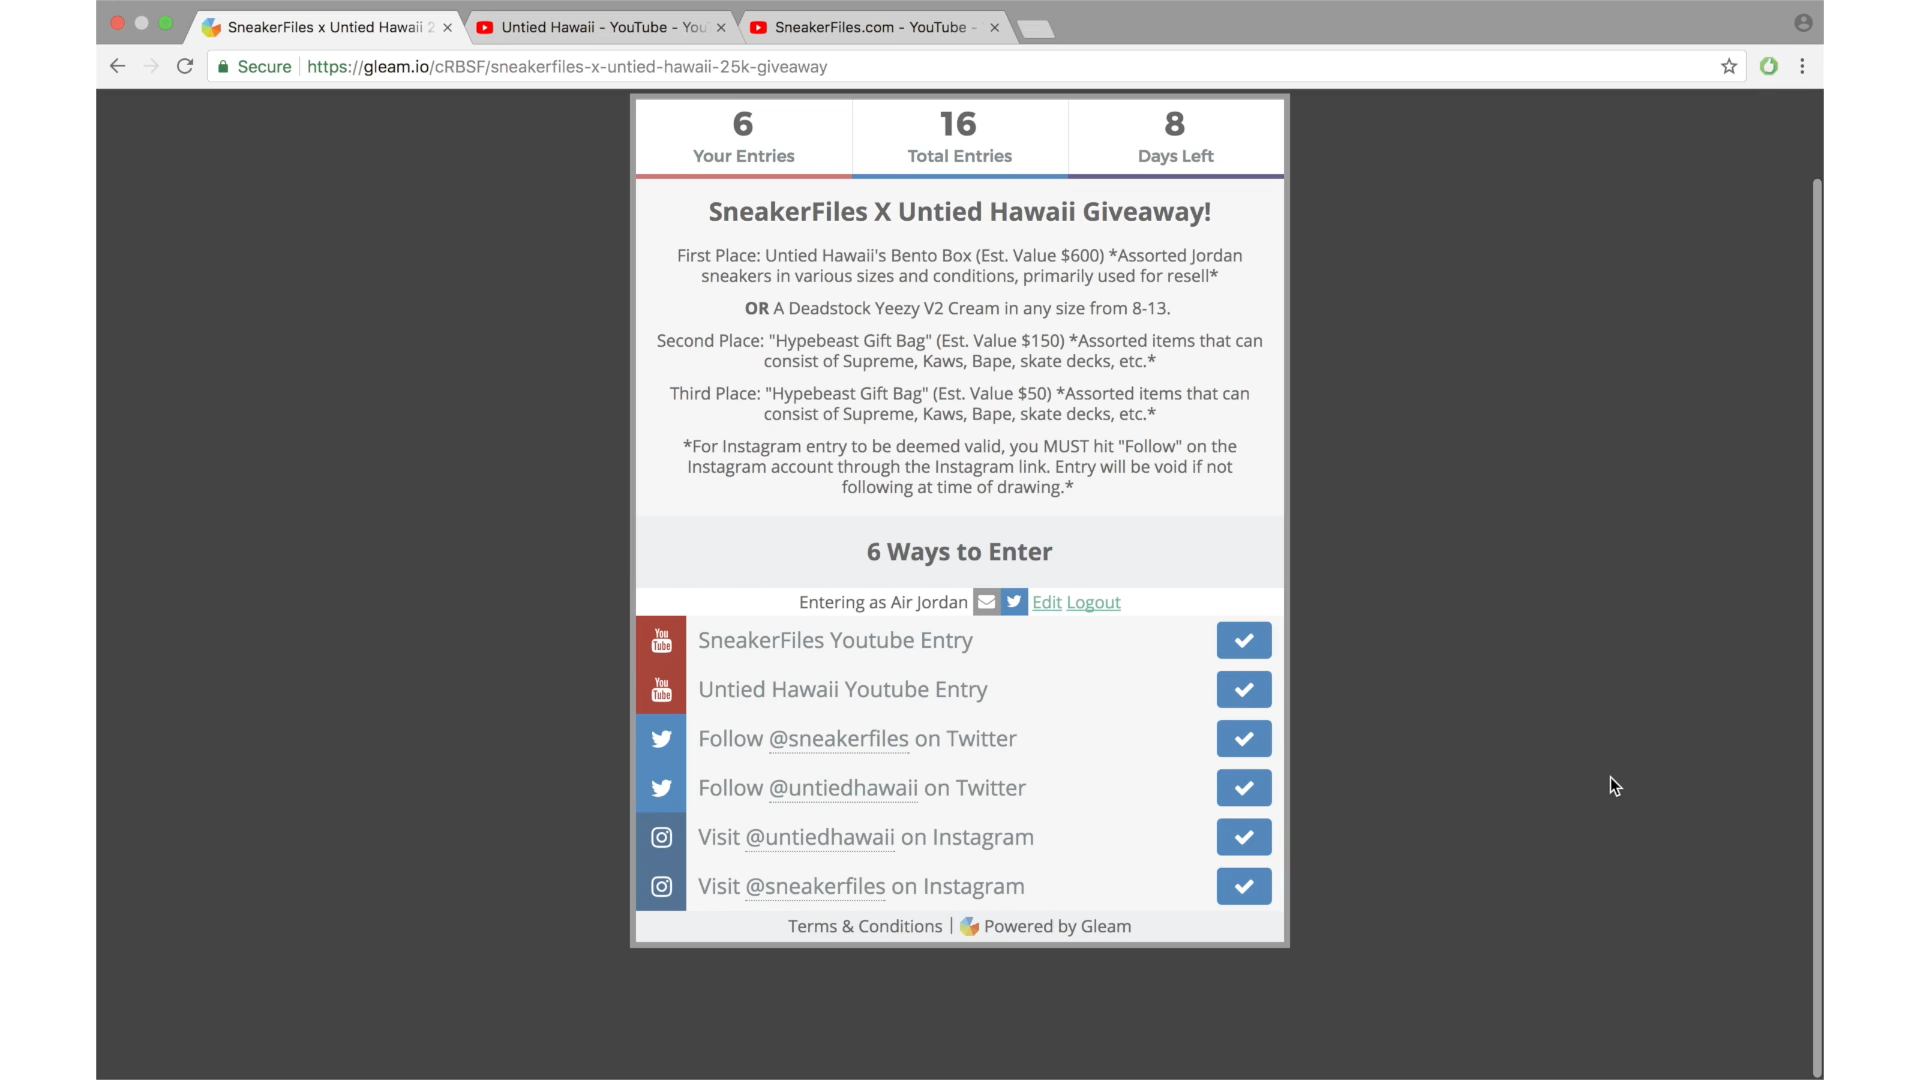 SneakerFiles x Untied Hawaii 2
Untied Hawaii - YouTube - You
SneakerFiles.com - YouTube -
Secure
https://gleam.io/cRBSF/sneakerfiles-x-untied-hawaii-25k-giveaway
6
16
8
Your Entries
Total Entries
Days Left
SneakerFiles X Untied Hawaii Giveaway!
First Place: Untied Hawaii's Bento Box (Est. Value $600) *Assorted Jordan
sneakers in various sizes and conditions, primarily used for resell*
OR A Deadstock Yeezy V2 Cream in any size from 8-13.
Second Place: "Hypebeast Gift Bag" (Est. Value $150) *Assorted items that can
consist of Supreme, Kaws, Bape, skate decks, etc.*
Third Place: "Hypebeast Gift Bag" (Est. Value $50) *Assorted items that can
consist of Supreme, Kaws, Bape, skate decks, etc.*
*For Instagram entry to be deemed valid, you MUST hit "Follow" on the
Instagram account through the Instagram link. Entry will be void if not
following at time of drawing.*
6 Ways to Enter
Entering as Air Jordan Edit Logout
You
Tube
SneakerFiles Youtube Entry
You
Tube
Untied Hawaii Youtube Entry
Follow @sneakerfiles on Twitter
Follow @untiedhawaii on Twitter
Visit @untiedhawaii on Instagram
Visit @sneakerfiles on Instagram
Terms & Conditions | Powered by Gleam